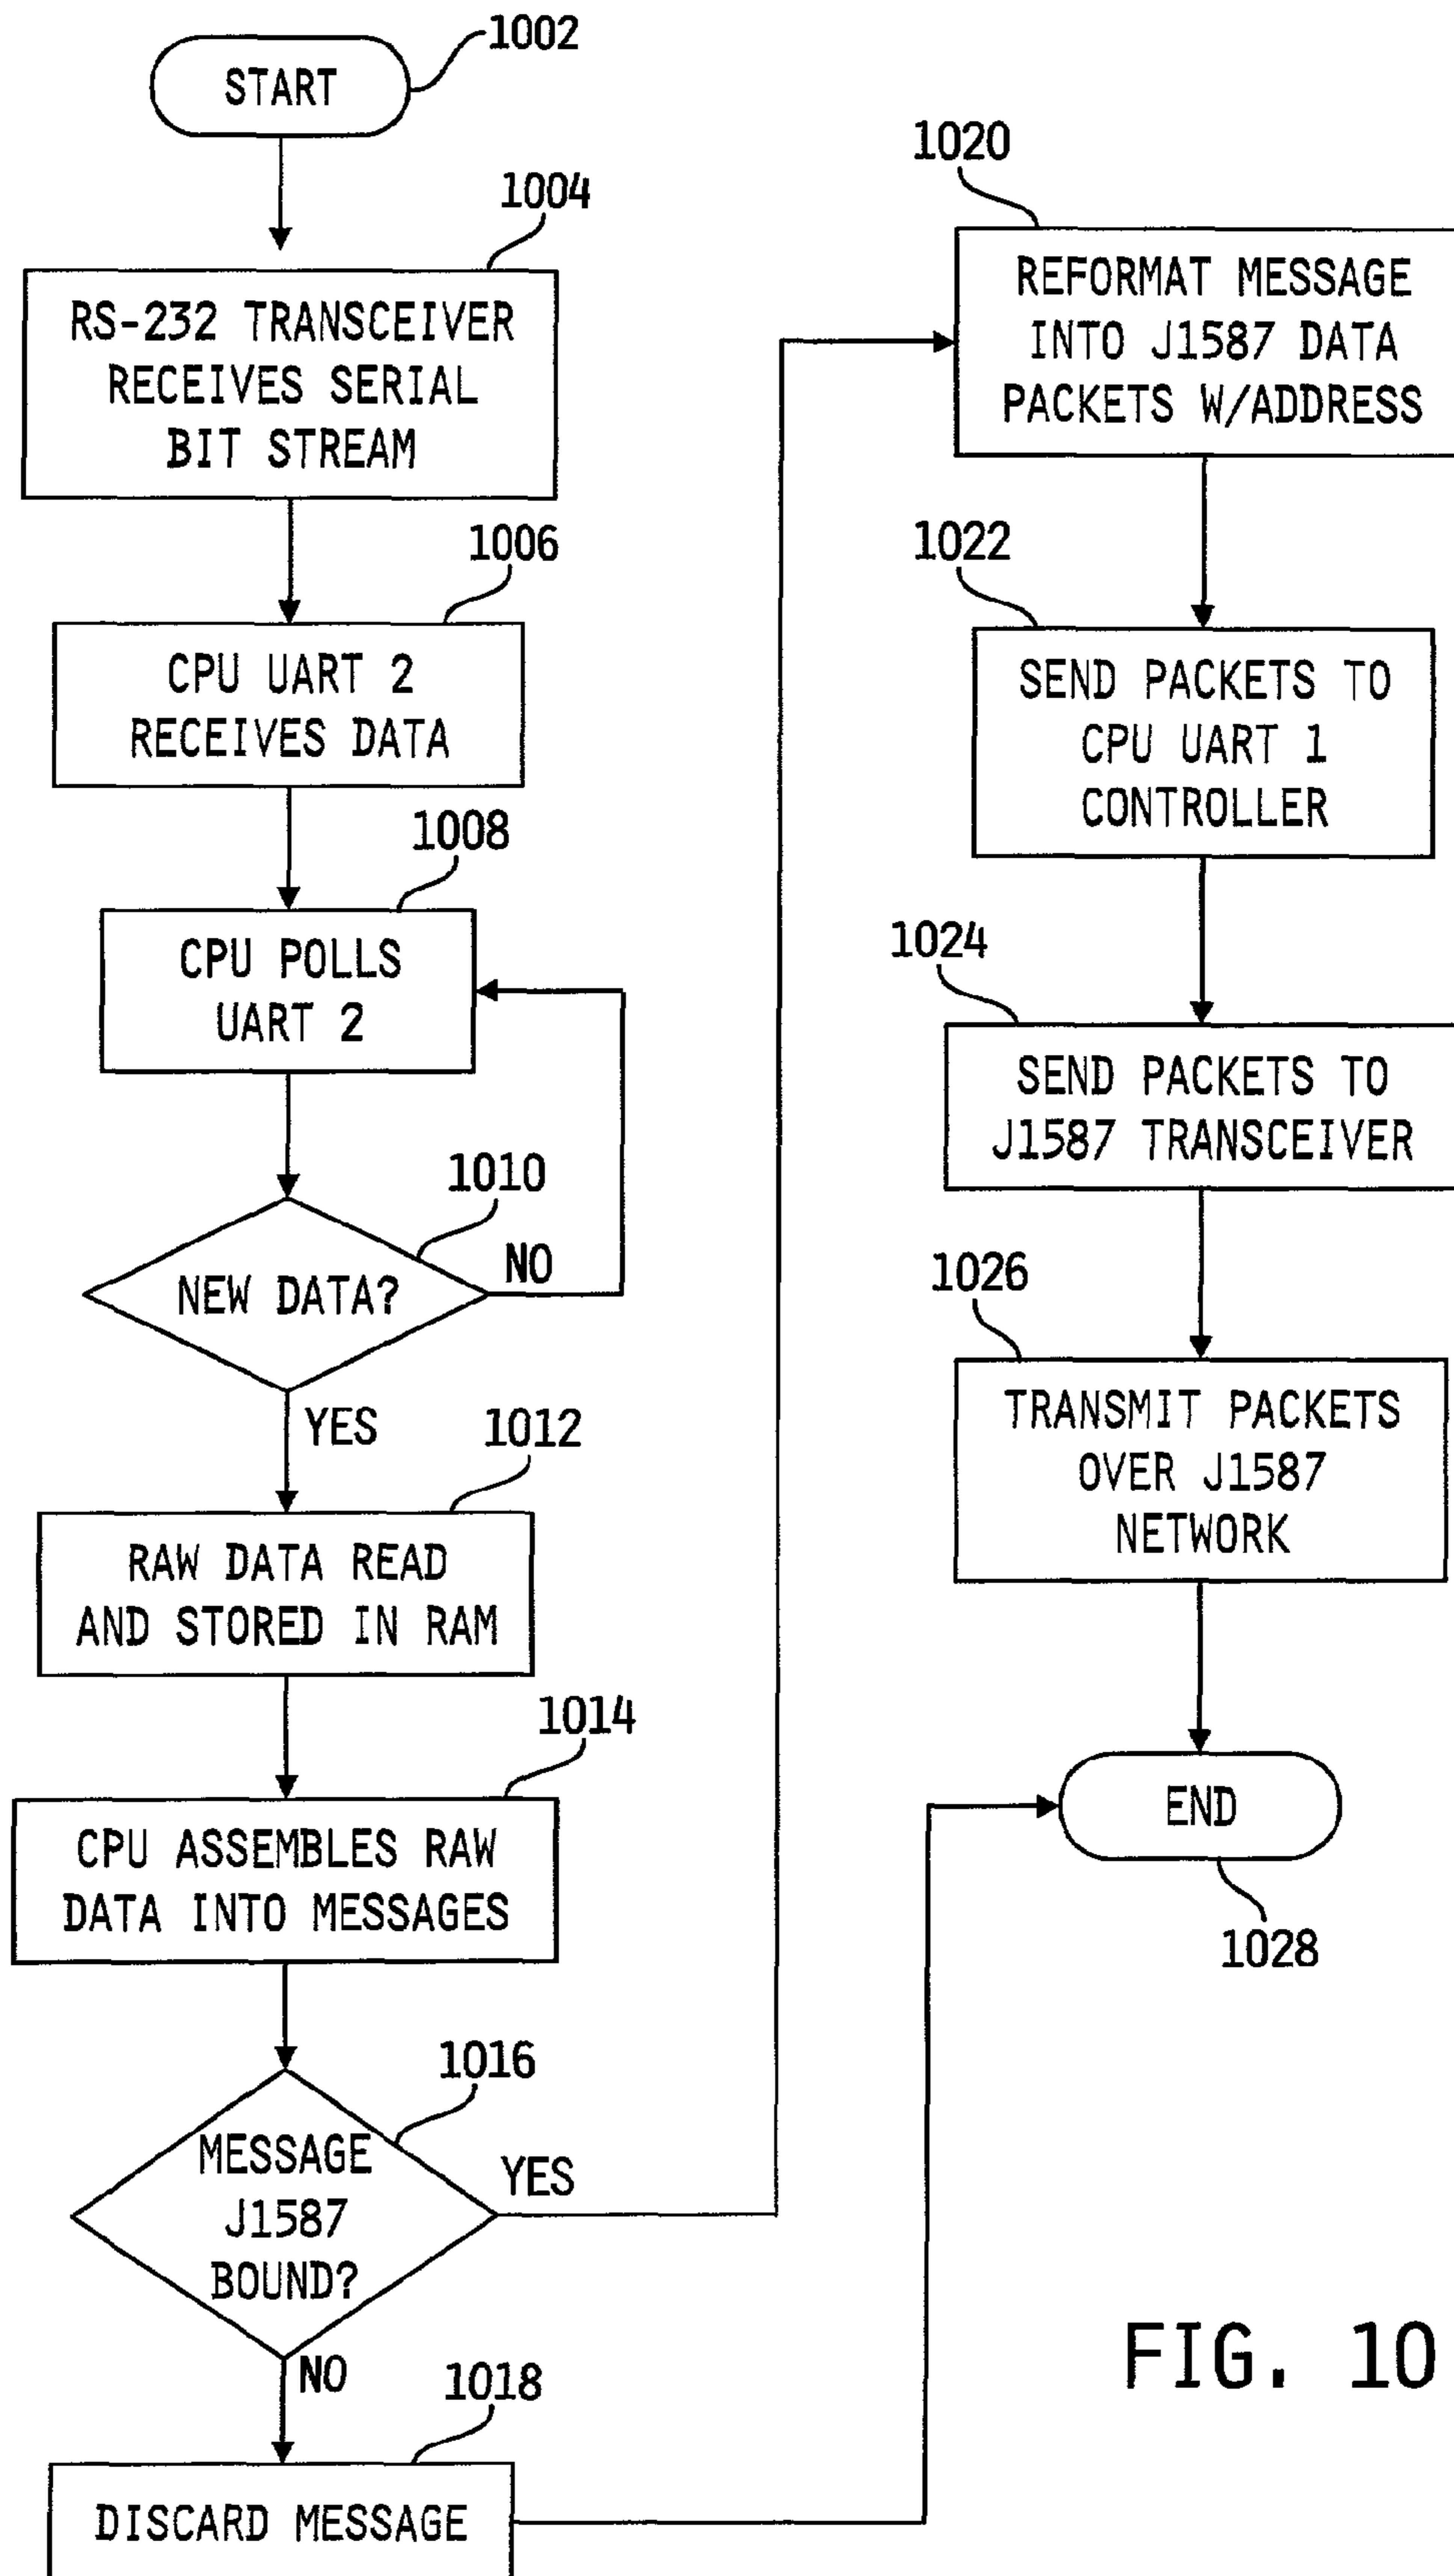 1002
START
1004
RS-232 TRANSCEIVER
RECEIVES SERIAL
BIT STREAM
1006
CPU UART 2
RECEIVES DATA
1008
CPU POLLS
UART 2
1010
NEW DATA?
NO
YES
1012
RAW DATA READ
AND STORED IN RAM
1014
CPU ASSEMBLES RAW
DATA INTO MESSAGES
1016
MESSAGE
J1587
BOUND?
YES
NO
1018
DISCARD MESSAGE
1020
REFORMAT MESSAGE
INTO J1587 DATA
PACKETS W/ADDRESS
1022
SEND PACKETS TO
CPU UART 1
CONTROLLER
1024
SEND PACKETS TO
J1587 TRANSCEIVER
1026
TRANSMIT PACKETS
OVER J1587
NETWORK
END
1028
FIG. 10